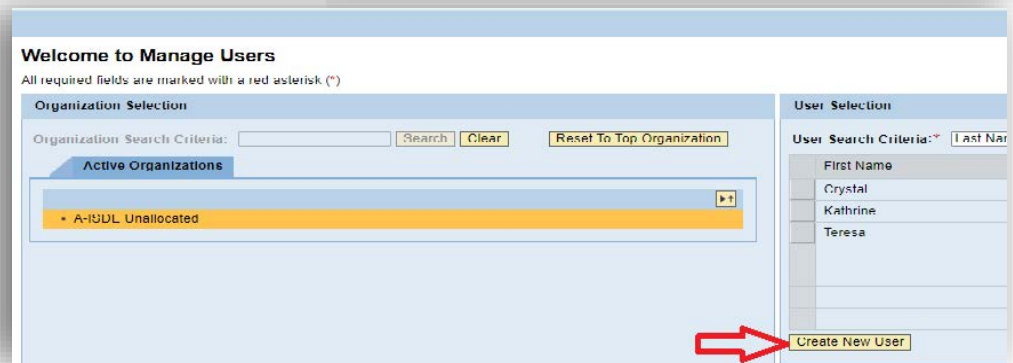 Welcome to Manage Users
All required fields are marked with a red asterisk (*)
Organization Selection
Organization Search Criteria:
Search
Clear
Reset To Top Organization
Active Organizations
A-ISDE Unallocated
User Selection
User Search Criteria:*
Last Nar
First Name
Crystal
Kathrine
Teresa
Create New User